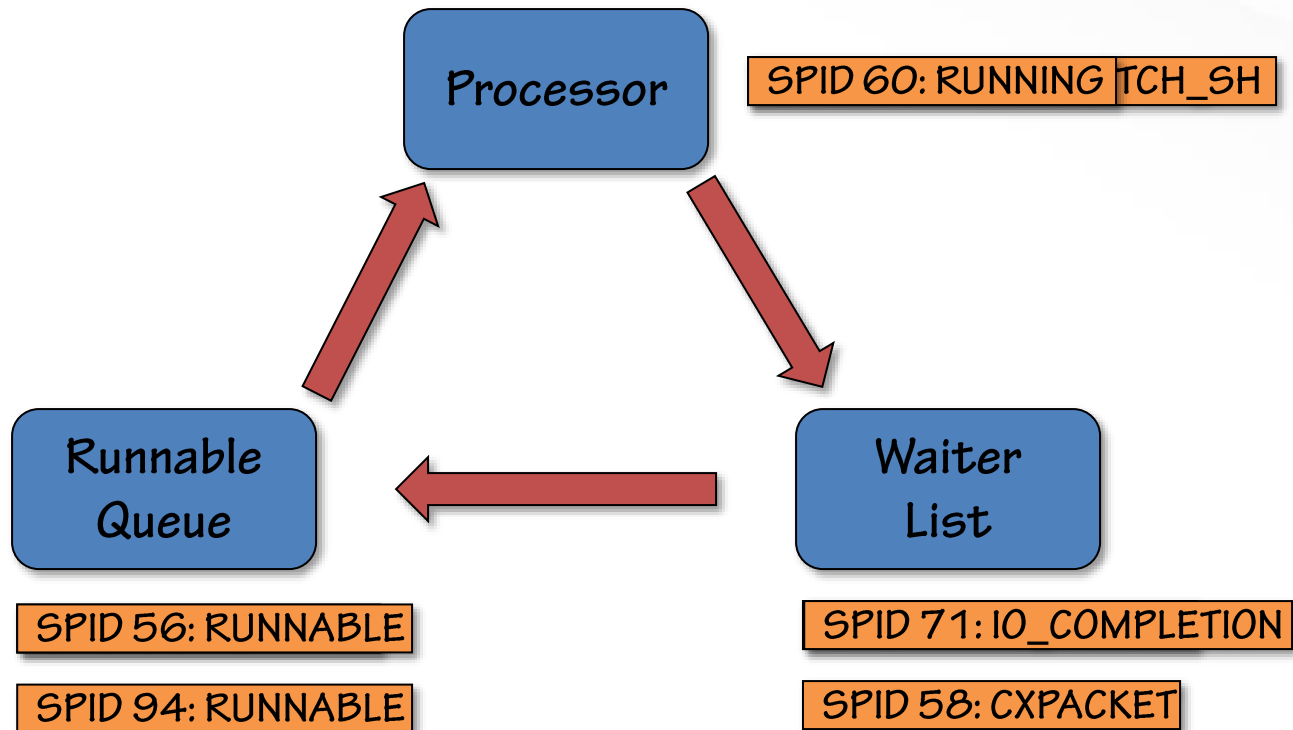 Processor
SPID 60: RUNNING TCH_SH
Runnable
Queue
Waiter
List
SPID 56: RUNNABLE
SPID 94: RUNNABLE
SPID 71: IO_COMPLETION
SPID 58: CXPACKET